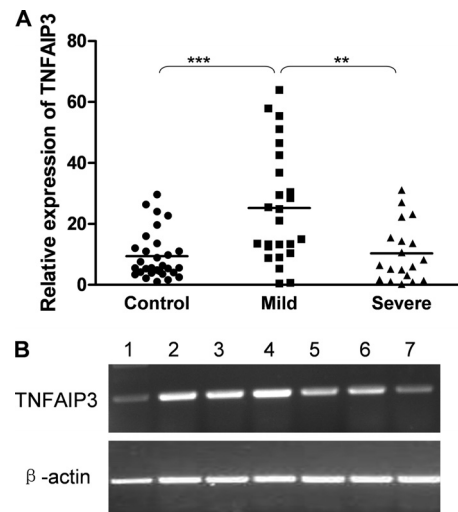 A
Relative expression of TNFAIP3
80
60
40
20
0
***
**
Control Mild Severe
B
1 2 3 4 5 6 7
TNFAIP3
β-actin